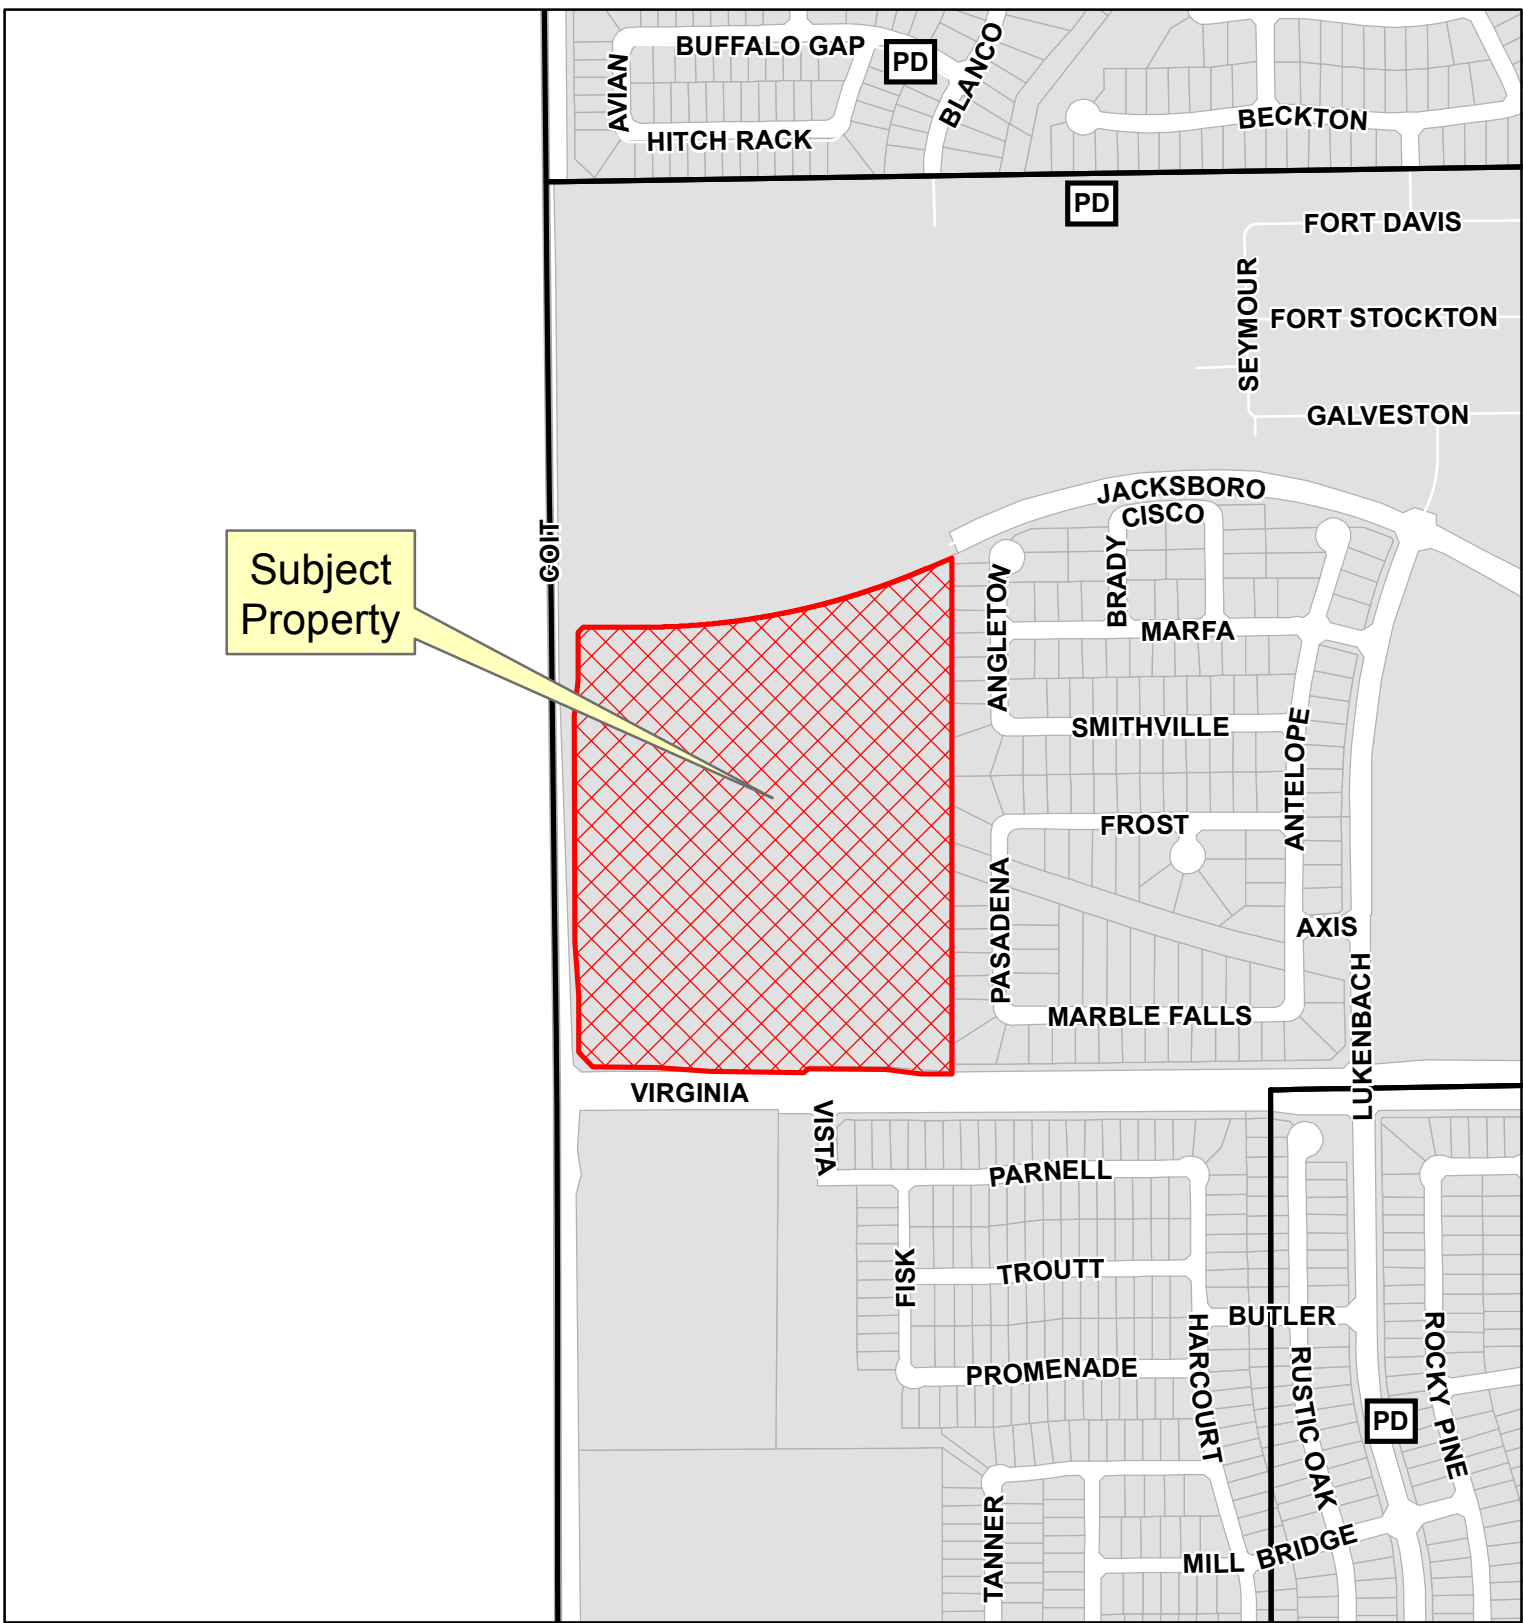 BUFFALO GAP
PD
BLANCO
AVIAN
HITCH RACK
BECKTON
PD
FORT DAVIS
SEYMOUR
FORT STOCKTON
GALVESTON
JACKSBORO
CISCO
COIT
Subject
Property
BRADY
ANGLETON
MARFA
SMITHVILLE
ANTELOPE
FROST
PASADENA
AXIS
MARBLE FALLS
LUKENBACH
VIRGINIA
VISTA
PARNELL
FISK
TROUTT
BUTLER
HARCOURT
PROMENADE
RUSTIC OAK
ROCKY PINE
PD
TANNER
MILL BRIDGE